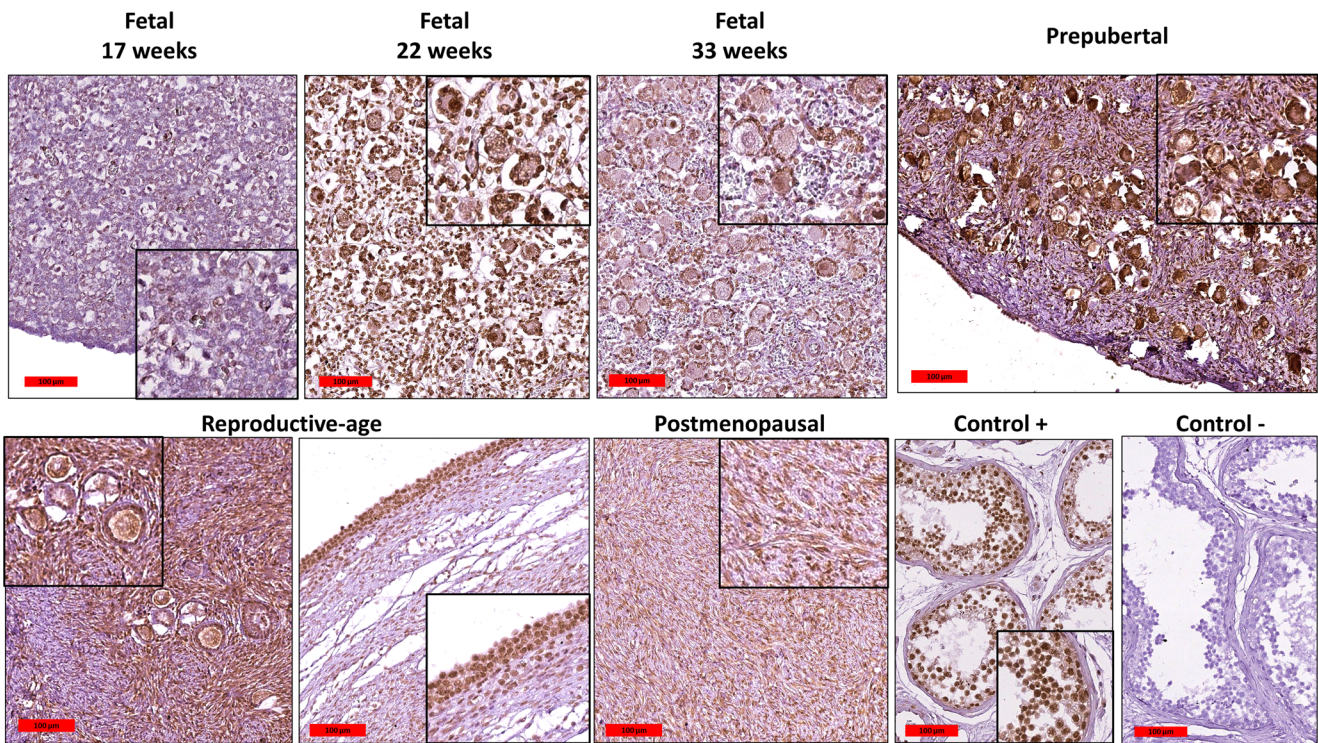 Fetal
17 weeks
Fetal
22 weeks
Fetal
33 weeks
Prepubertal
100 µm
100 µm
100 µm
100 µm
Reproductive-age
Postmenopausal
Control +
Control -
100 µm
100 µm
100 µm
100 µm
100 µm